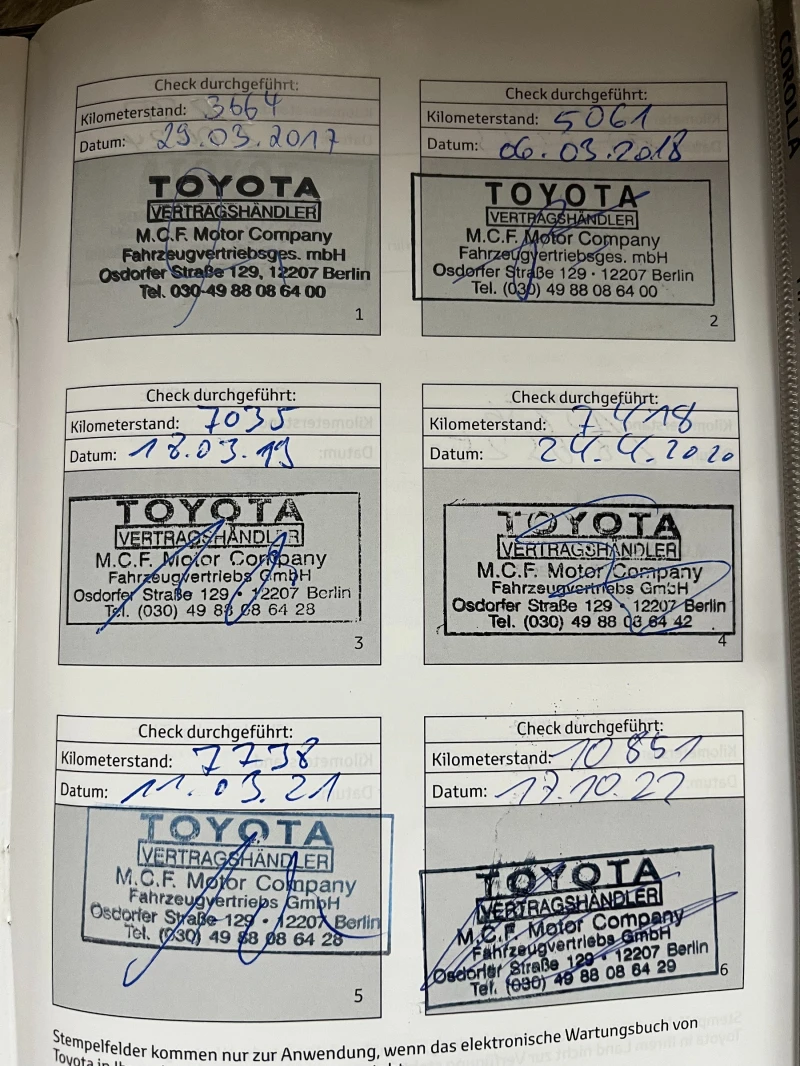 COROLLA
Check durchgeführt:
Kilometerstand: 3664
Datum: 29.03.2017
TOYOTA
VERTRAGSHÄNDLER
M.C.F. Motor Company
Fahrzeugvertriebsges. mbH
Osdorfer Straße 129, 12207 Berlin
Tel. 030-49 88 08 64 00
1
Check durchgeführt:
Kilometerstand: 5061
Datum: 06.03.2018
TOYOTA
VERTRAGSHÄNDLER
M.C.F. Motor Company
Fahrzeugvertriebsges. mbH
Osdorfer Straße 129 · 12207 Berlin
Tel. (030) 49 88 08 64 00
2
Check durchgeführt:
Kilometerstand: 7035
Datum: 18.03.19
TOYOTA
VERTRAGSHÄNDLER
M.C.F. Motor Company
Fahrzeugvertriebs GmbH
Osdorfer Straße 129 · 12207 Berlin
Tel. (030) 49 88 08 64 28
3
Check durchgeführt:
Kilometerstand: 7418
Datum: 24.4.2020
TOYOTA
VERTRAGSHÄNDLER
M.C.F. Motor Company
Fahrzeugvertriebs GmbH
Osdorfer Straße 129 · 12207 Berlin
Tel. (030) 49 88 08 64 42
4
Check durchgeführt:
Kilometerstand: 7738
Datum: 11.03.21
TOYOTA
VERTRAGSHÄNDLER
M.C.F. Motor Company
Fahrzeugvertriebs GmbH
Osdorfer Straße 129 · 12207 Berlin
Tel. (030) 49 88 08 64 28
5
Check durchgeführt:
Kilometerstand: 10851
Datum: 17.10.22
TOYOTA
VERTRAGSHÄNDLER
M.C.F. Motor Company
Fahrzeugvertriebs GmbH
Osdorfer Straße 129 · 12207 Berlin
Tel. (030) 49 88 08 64 29
6
Stempelfelder kommen nur zur Anwendung, wenn das elektronische Wartungsbuch von
Toyota in